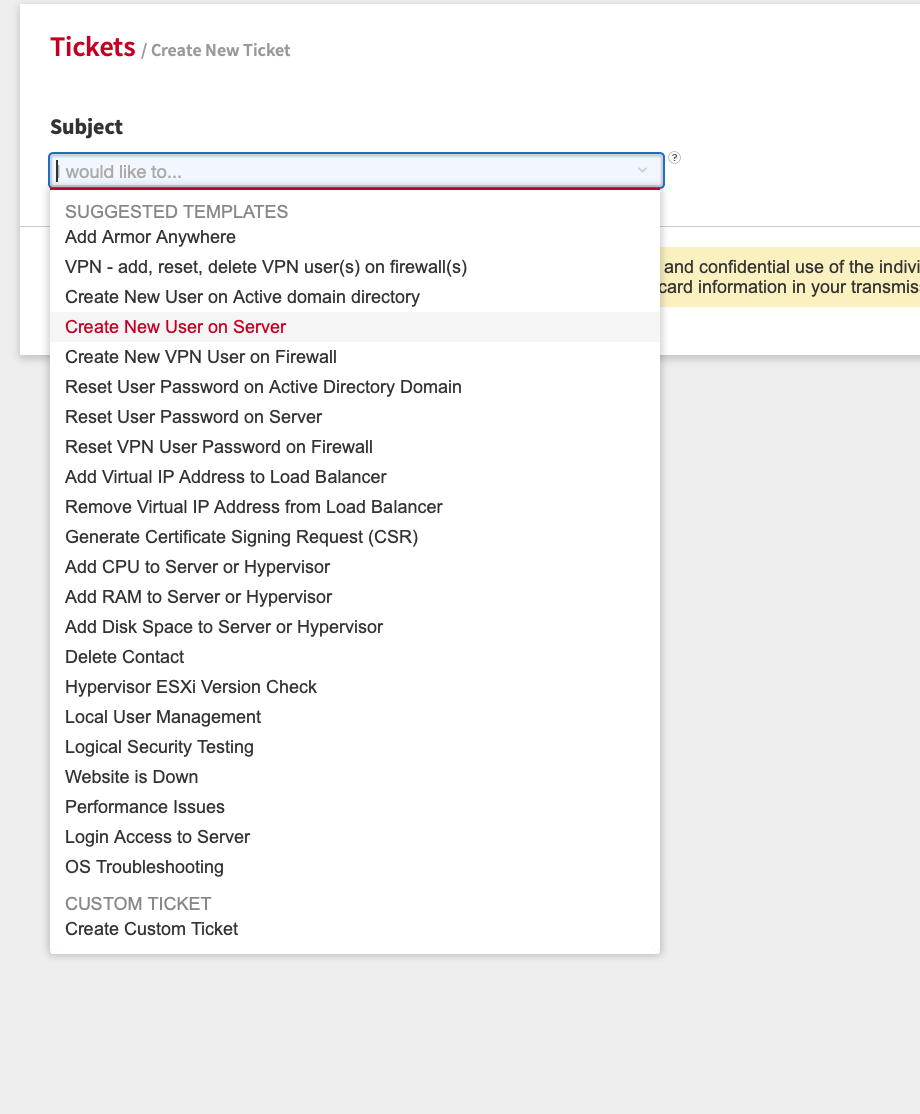 Tickets / Create New Ticket
Subject
I would like to...
?
SUGGESTED TEMPLATES
Add Armor Anywhere
VPN - add, reset, delete VPN user(s) on firewall(s)
and confidential use of the indivi
Create New User on Active domain directory
card information in your transmis
Create New User on Server
Create New VPN User on Firewall
Reset User Password on Active Directory Domain
Reset User Password on Server
Reset VPN User Password on Firewall
Add Virtual IP Address to Load Balancer
Remove Virtual IP Address from Load Balancer
Generate Certificate Signing Request (CSR)
Add CPU to Server or Hypervisor
Add RAM to Server or Hypervisor
Add Disk Space to Server or Hypervisor
Delete Contact
Hypervisor ESXi Version Check
Local User Management
Logical Security Testing
Website is Down
Performance Issues
Login Access to Server
OS Troubleshooting
CUSTOM TICKET
Create Custom Ticket